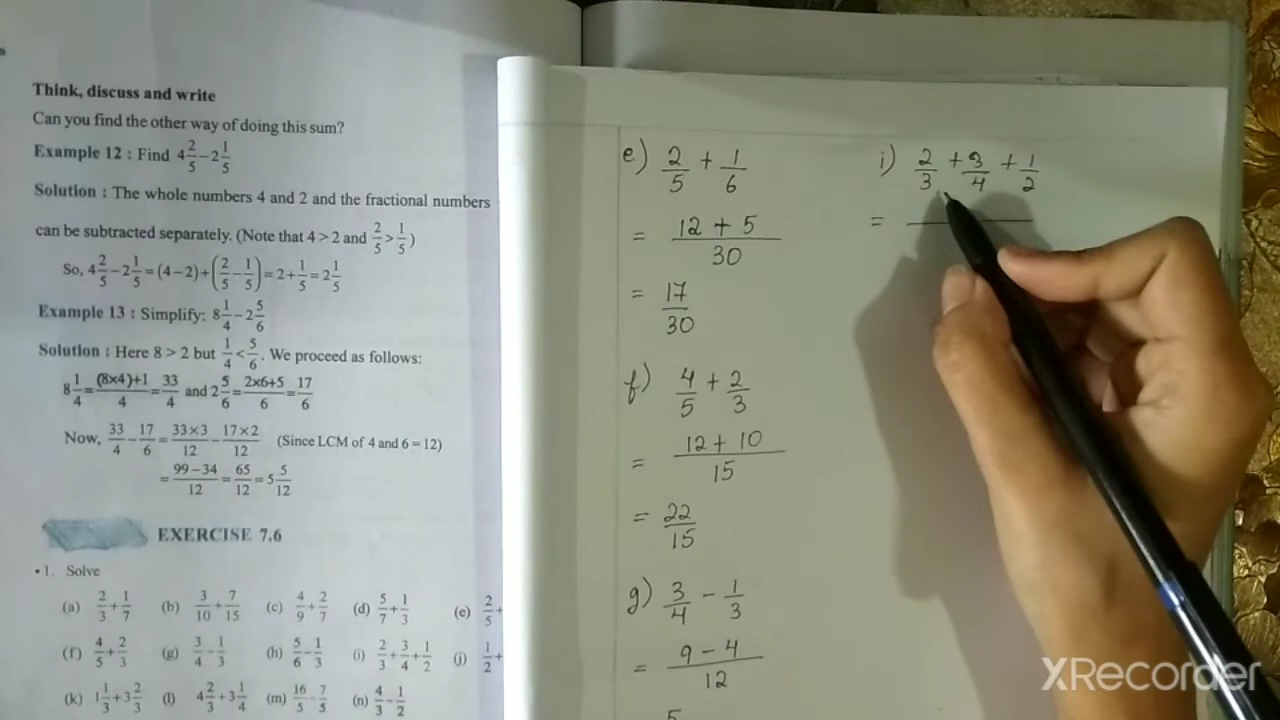 Think, discuss and write
Can you find the other way of doing this sum?
Example 12 : Find 4 2/5 − 2 1/5
Solution : The whole numbers 4 and 2 and the fractional numbers
can be subtracted separately. (Note that 4 > 2 and 2/5 > 1/5)
So, 4 2/5 − 2 1/5 = (4 − 2) + (2/5 − 1/5) = 2 + 1/5 = 2 1/5
Example 13 : Simplify: 8 1/4 − 2 5/6
Solution : Here 8 > 2 but 1/4 < 5/6. We proceed as follows:
8 1/4 = (8×4)+1/4 = 33/4 and 2 5/6 = 2×6+5/6 = 17/6
Now, 33/4 − 17/6 = 33×3/12 − 17×2/12 (Since LCM of 4 and 6 = 12)
= 99 − 34/12 = 65/12 = 5 5/12
EXERCISE 7.6
• 1. Solve
(a) 2/3 + 1/7 (b) 3/10 + 7/15 (c) 4/9 + 2/7 (d) 5/7 + 1/3 (e) 2/5 +
(f) 4/5 + 2/3 (g) 3/4 − 1/3 (h) 5/6 − 1/3 (i) 2/3 + 3/4 + 1/2 (j) 1/2 +
(k) 1 1/3 + 3 2/3 (l) 4 2/3 + 3 1/4 (m) 16/5 − 7/5 (n) 4/3 − 1/2
e) 2/5 + 1/6
= 12 + 5/30
= 17/30
f) 4/5 + 2/3
= 12 + 10/15
= 22/15
g) 3/4 − 1/3
= 9 − 4/12
5
i) 2/3 + 3/4 + 1/2
=
XRecorder